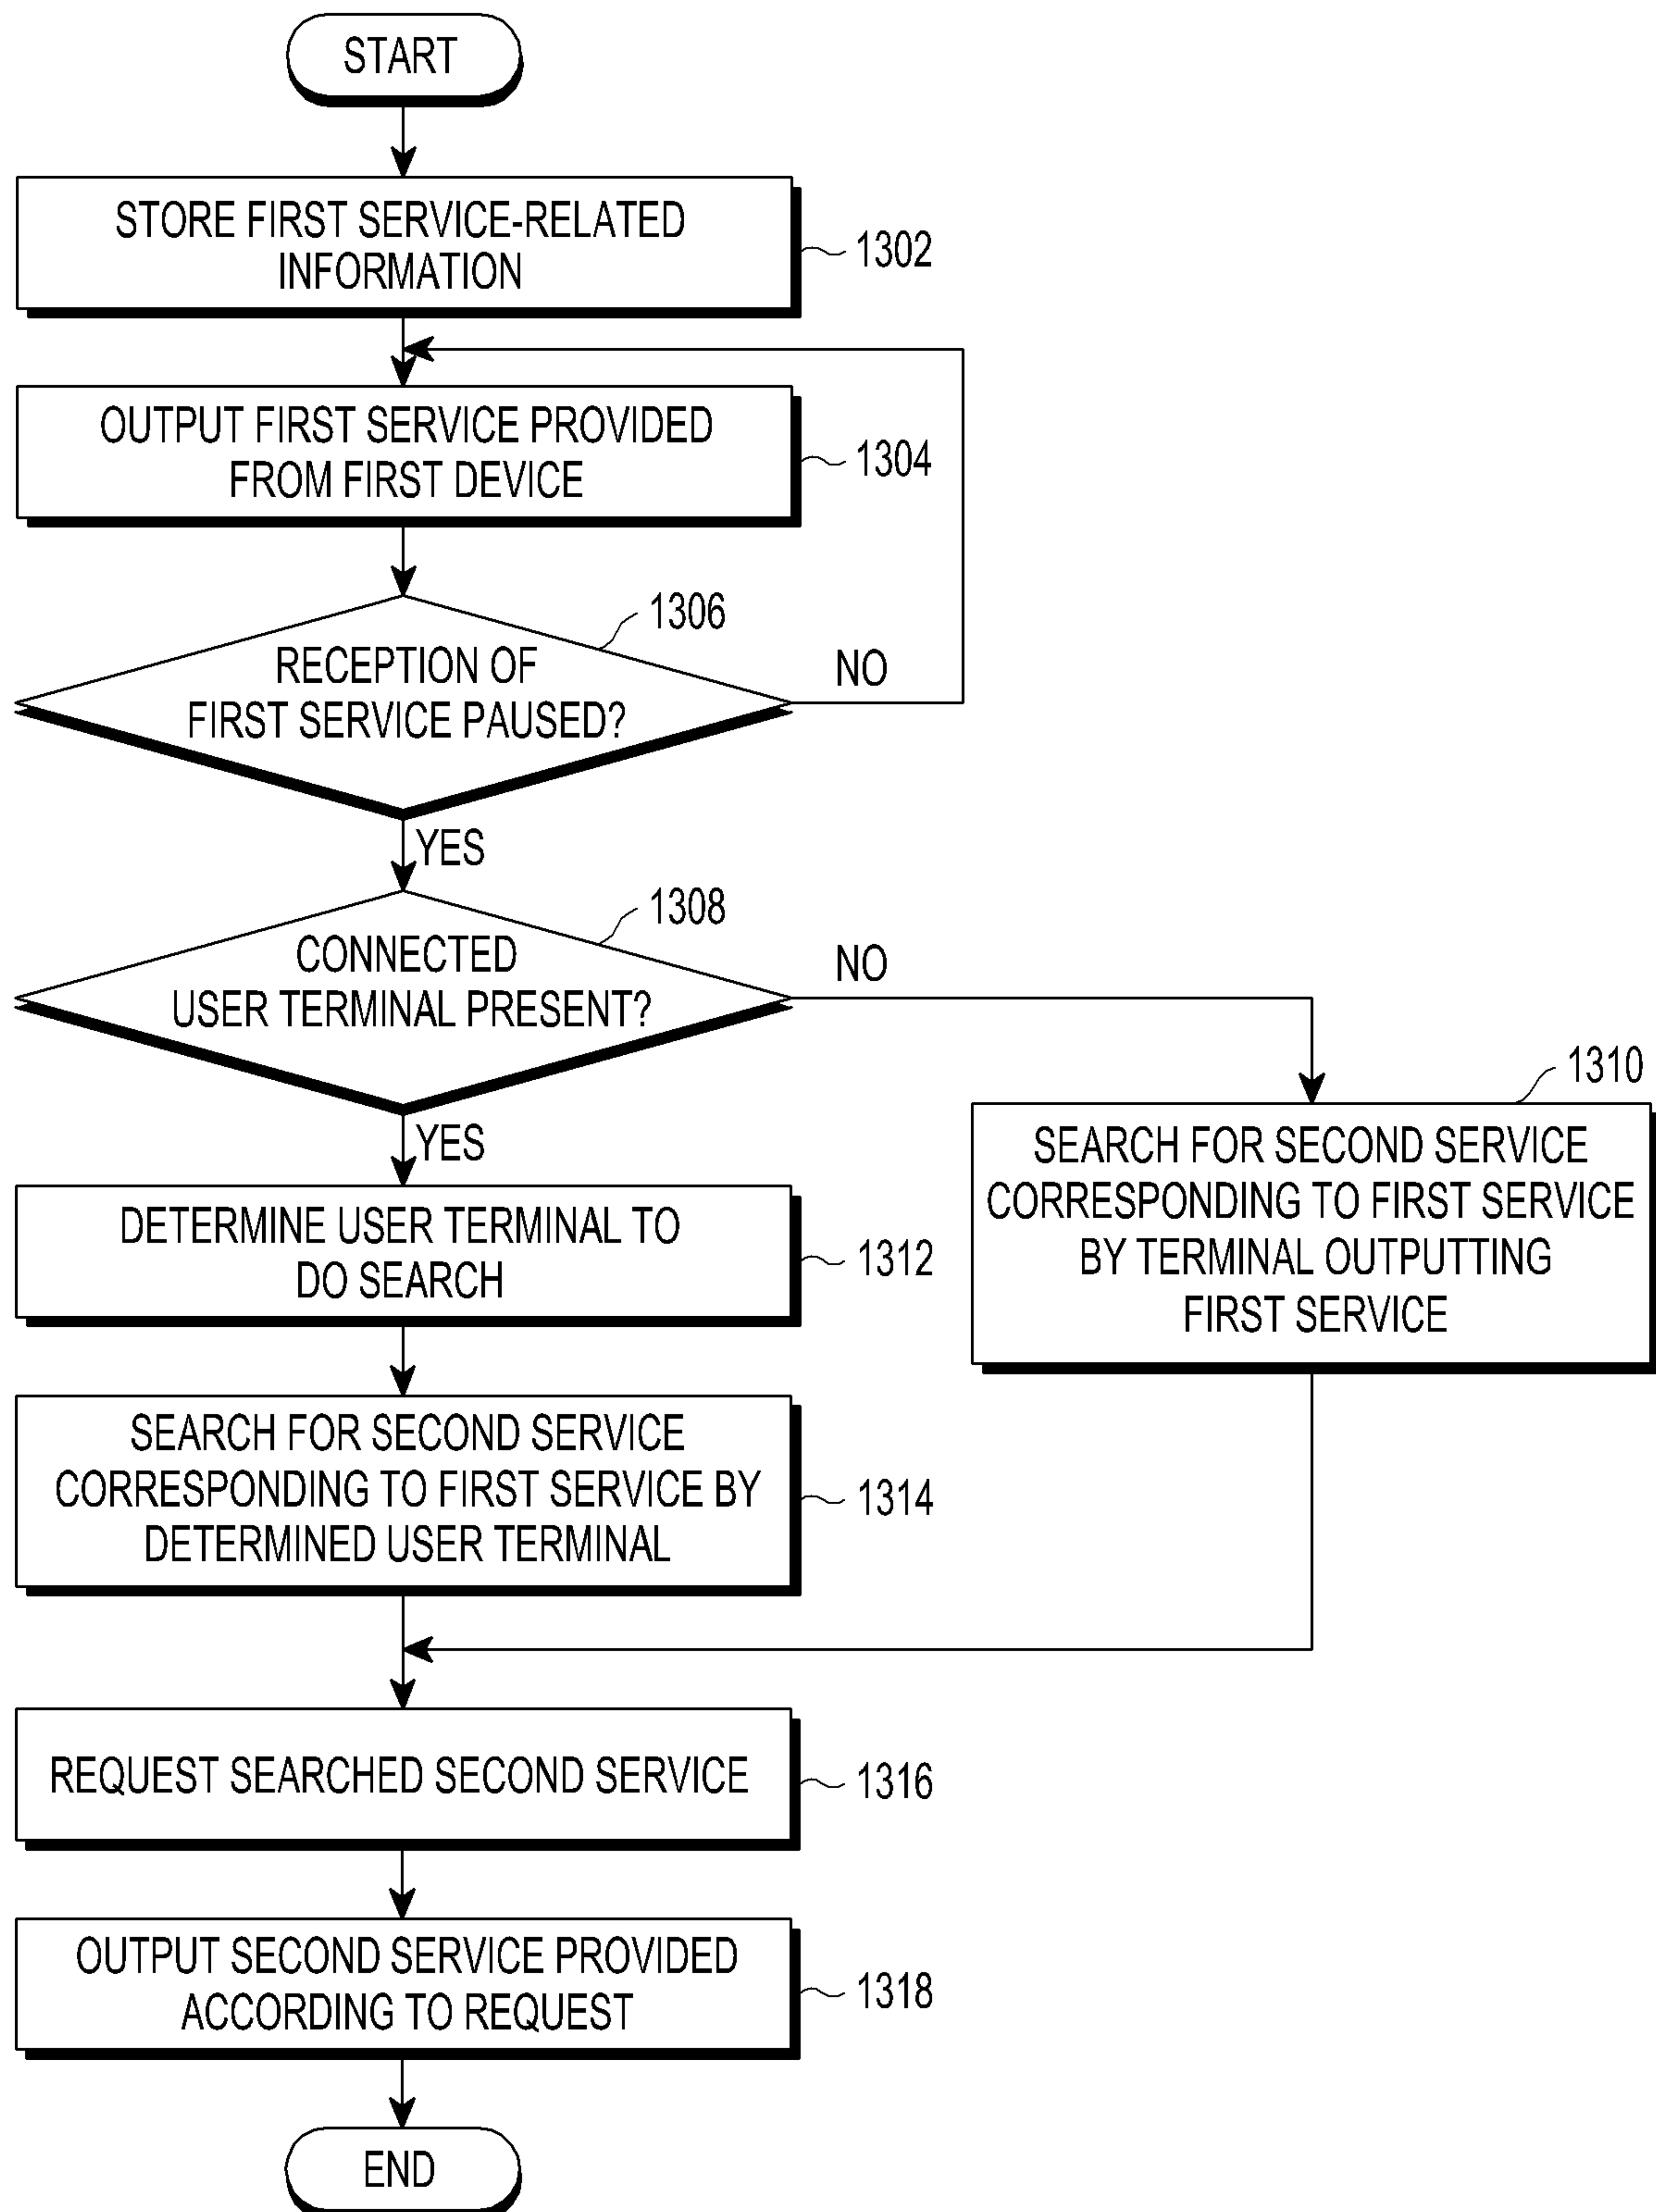 START
STORE FIRST SERVICE-RELATED
INFORMATION
1302
OUTPUT FIRST SERVICE PROVIDED
FROM FIRST DEVICE
1304
1306
RECEPTION OF
FIRST SERVICE PAUSED?
NO
YES
1308
CONNECTED
USER TERMINAL PRESENT?
NO
YES
1310
SEARCH FOR SECOND SERVICE
CORRESPONDING TO FIRST SERVICE
BY TERMINAL OUTPUTTING
FIRST SERVICE
DETERMINE USER TERMINAL TO
DO SEARCH
1312
SEARCH FOR SECOND SERVICE
CORRESPONDING TO FIRST SERVICE BY
DETERMINED USER TERMINAL
1314
REQUEST SEARCHED SECOND SERVICE
1316
OUTPUT SECOND SERVICE PROVIDED
ACCORDING TO REQUEST
1318
END